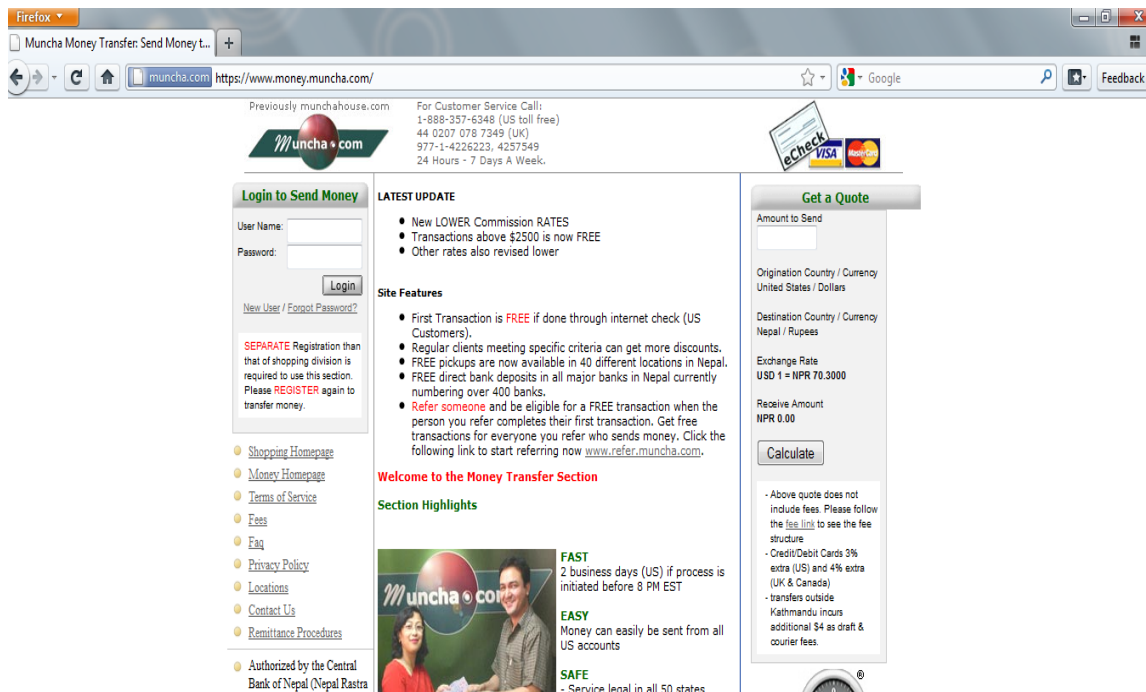 Firefox
Muncha Money Transfer: Send Money t...
muncha.com https://www.money.muncha.com/
Google
Feedback
Previously munchahouse.com
Muncha.com
For Customer Service Call:
1-888-357-6348 (US toll free)
44 0207 078 7349 (UK)
977-1-4226223, 4257549
24 Hours - 7 Days A Week.
eCheck
VISA
MasterCard
Login to Send Money
User Name:
Password:
Login
New User / Forgot Password?
SEPARATE Registration than
that of shopping division is
required to use this section.
Please REGISTER again to
transfer money.
Shopping Homepage
Money Homepage
Terms of Service
Fees
Faq
Privacy Policy
Locations
Contact Us
Remittance Procedures
Authorized by the Central
Bank of Nepal (Nepal Rastra
LATEST UPDATE
New LOWER Commission RATES
Transactions above $2500 is now FREE
Other rates also revised lower
Site Features
First Transaction is FREE if done through internet check (US
Customers).
Regular clients meeting specific criteria can get more discounts.
FREE pickups are now available in 40 different locations in Nepal.
FREE direct bank deposits in all major banks in Nepal currently
numbering over 400 banks.
Refer someone and be eligible for a FREE transaction when the
person you refer completes their first transaction. Get free
transactions for everyone you refer who sends money. Click the
following link to start referring now www.refer.muncha.com.
Welcome to the Money Transfer Section
Section Highlights
Muncha.co
FAST
2 business days (US) if process is
initiated before 8 PM EST
EASY
Money can easily be sent from all
US accounts
SAFE
- Service legal in all 50 states
Get a Quote
Amount to Send
Origination Country / Currency
United States / Dollars
Destination Country / Currency
Nepal / Rupees
Exchange Rate
USD 1 = NPR 70.3000
Receive Amount
NPR 0.00
Calculate
- Above quote does not
include fees. Please follow
the fee link to see the fee
structure
- Credit/Debit Cards 3%
extra (US) and 4% extra
(UK & Canada)
- transfers outside
Kathmandu incurs
additional $4 as draft &
courier fees.
®